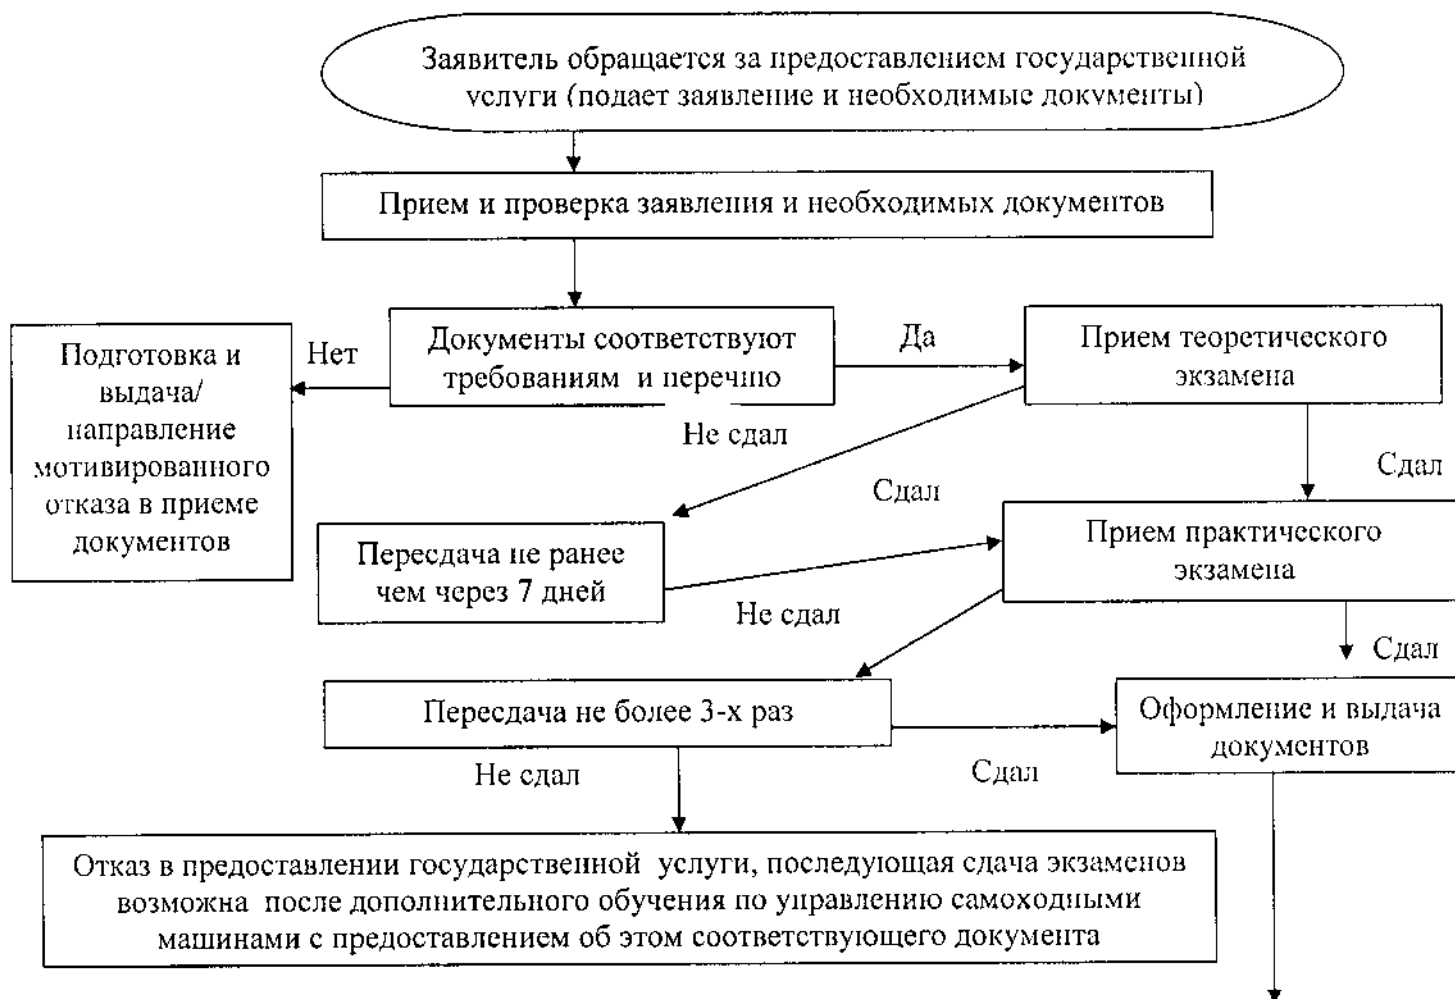 Заявитель обращается за предоставлением государственной
услуги (подает заявление и необходимые документы)
Прием и проверка заявления и необходимых документов
Документы соответствуют
требованиям и перечню
Да
Прием теоретического
экзамена
Нет
Подготовка и
выдача/
направление
мотивированного
отказа в приеме
документов
Не сдал
Сдал
Сдал
Пересдача не ранее
чем через 7 дней
Прием практического
экзамена
Не сдал
Сдал
Пересдача не более 3-х раз
Оформление и выдача
документов
Не сдал
Сдал
Отказ в предоставлении государственной услуги, последующая сдача экзаменов
возможна после дополнительного обучения по управлению самоходными
машинами с предоставлением об этом соответствующего документа